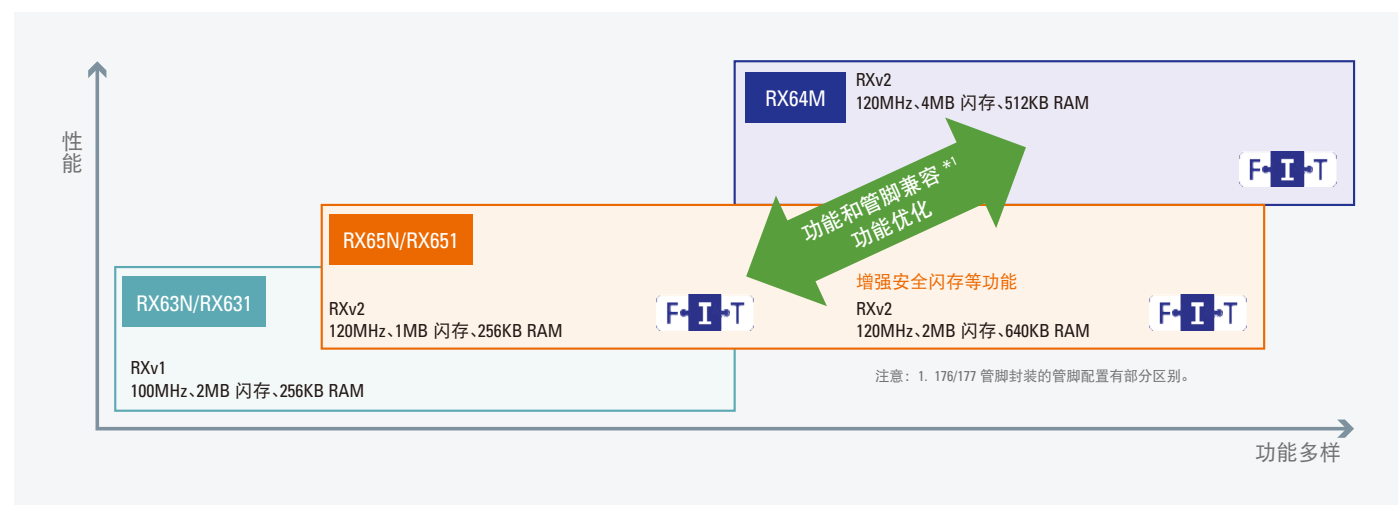 性能
RX64M
RXv2
120MHz、4MB 闪存、512KB RAM
F I T
功能和管脚兼容 *1
功能优化
RX65N/RX651
RXv2
120MHz、1MB 闪存、256KB RAM
F I T
增强安全闪存等功能
RXv2
120MHz、2MB 闪存、640KB RAM
F I T
RX63N/RX631
RXv1
100MHz、2MB 闪存、256KB RAM
注意：1. 176/177 管脚封装的管脚配置有部分区别。
功能多样